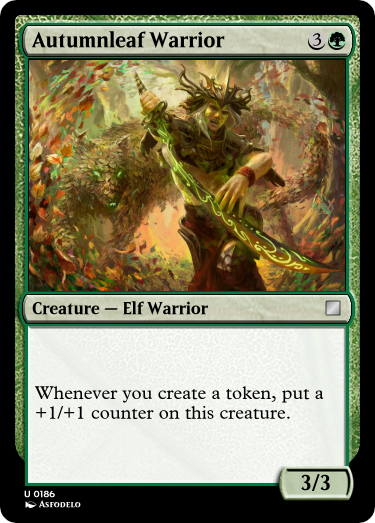 Autumnleaf Warrior 3
Creature — Elf Warrior
Whenever you create a token, put a
+1/+1 counter on this creature.
3/3
U 0186
Asfodelo